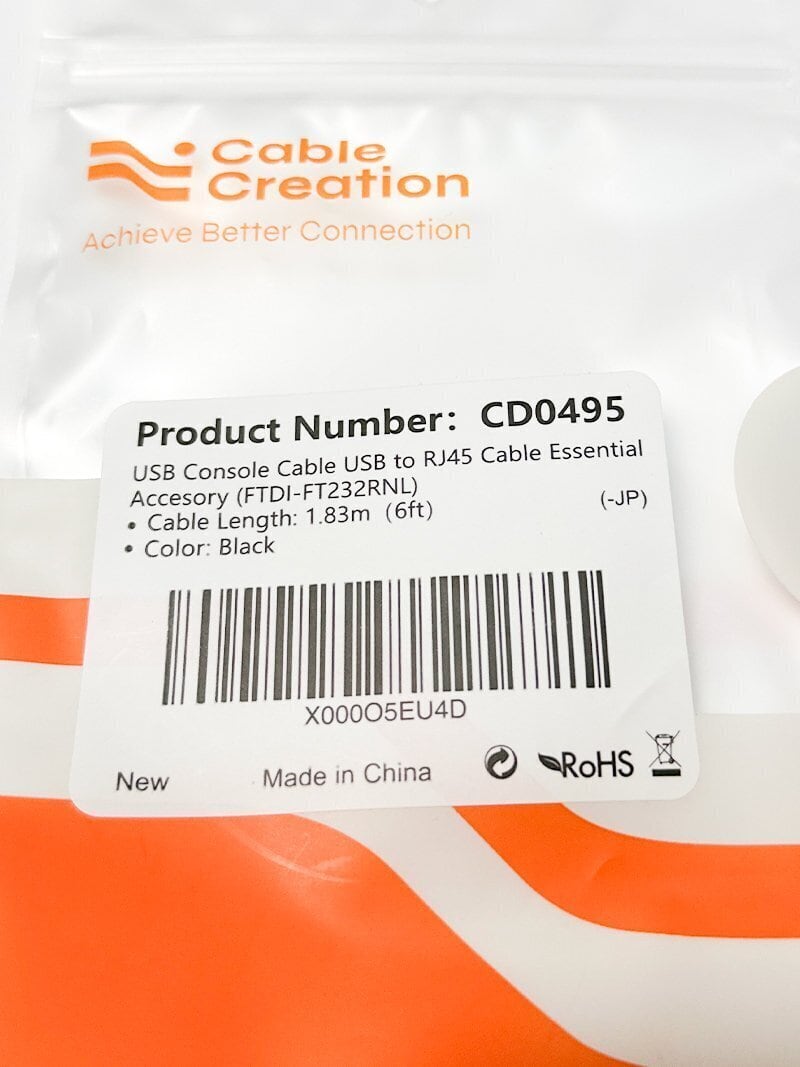 Cable
Creation
Achieve Better Connection
Product Number: CD0495
USB Console Cable USB to RJ45 Cable Essential
Accesory (FTDI-FT232RNL)
(-JP)
• Cable Length: 1.83m (6ft)
• Color: Black
X000O5EU4D
New
Made in China
RoHS